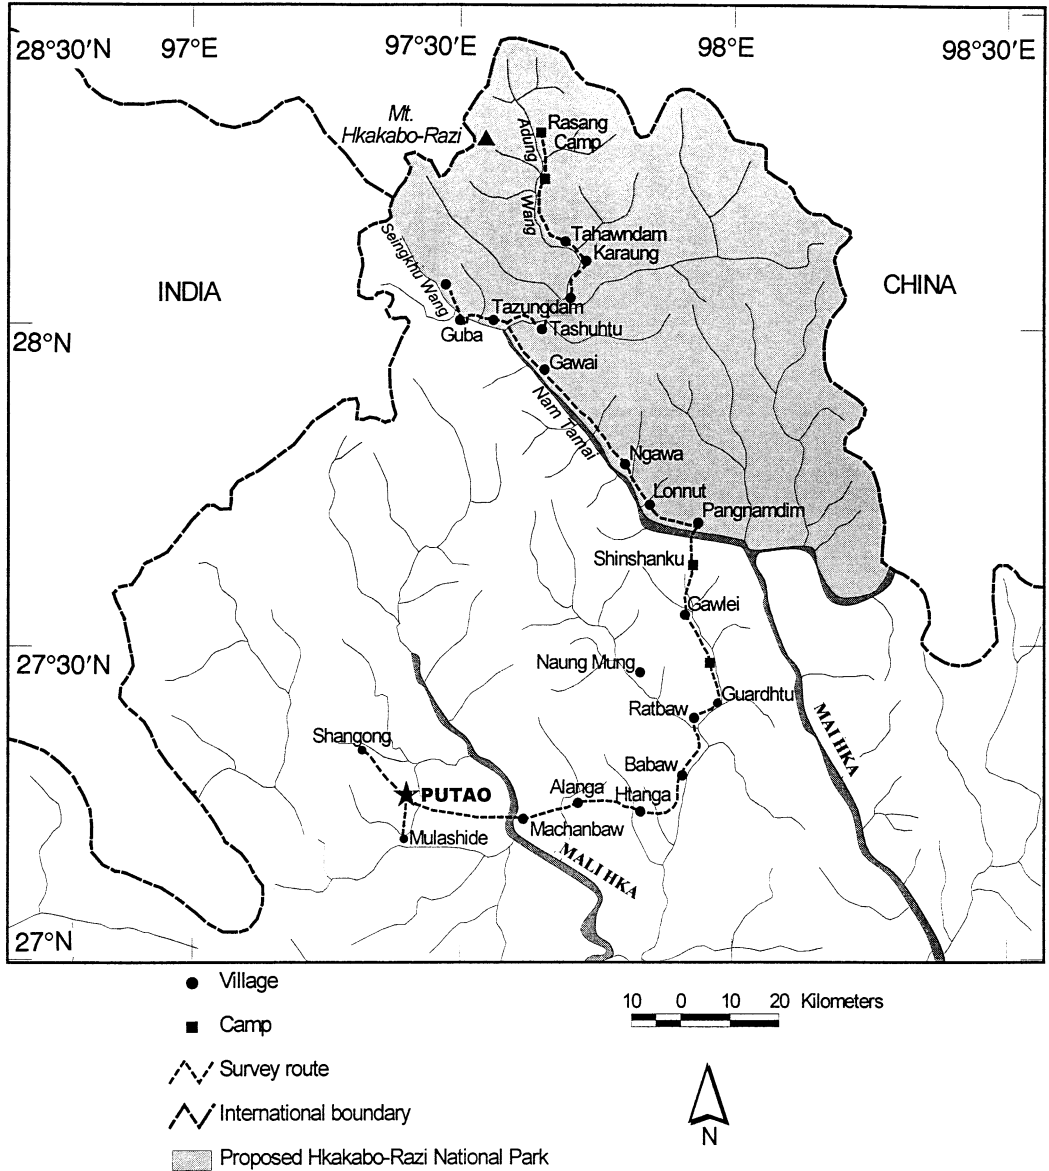 28°30′N
97°E
97°30′E
98°E
98°30′E
Mt.
Hkakabo-Razi
Adung
Wang
Rasang
Camp
Seingkhu Wang
Tahawndam
Karaung
INDIA
CHINA
Tazungdam
Guba
Tashuhtu
28°N
Gawai
Nam Tamai
Ngawa
Lonnut
Pangnamdim
Shinshanku
Gawlei
27°30′N
Naung Mung
Guardhtu
Ratbaw
MAI HKA
Shangong
Babaw
Alanga
Htanga
PUTAO
Machanbaw
Mulashide
MALI HKA
27°N
Village
Camp
Survey route
International boundary
Proposed Hkakabo-Razi National Park
10 0 10 20 Kilometers
N